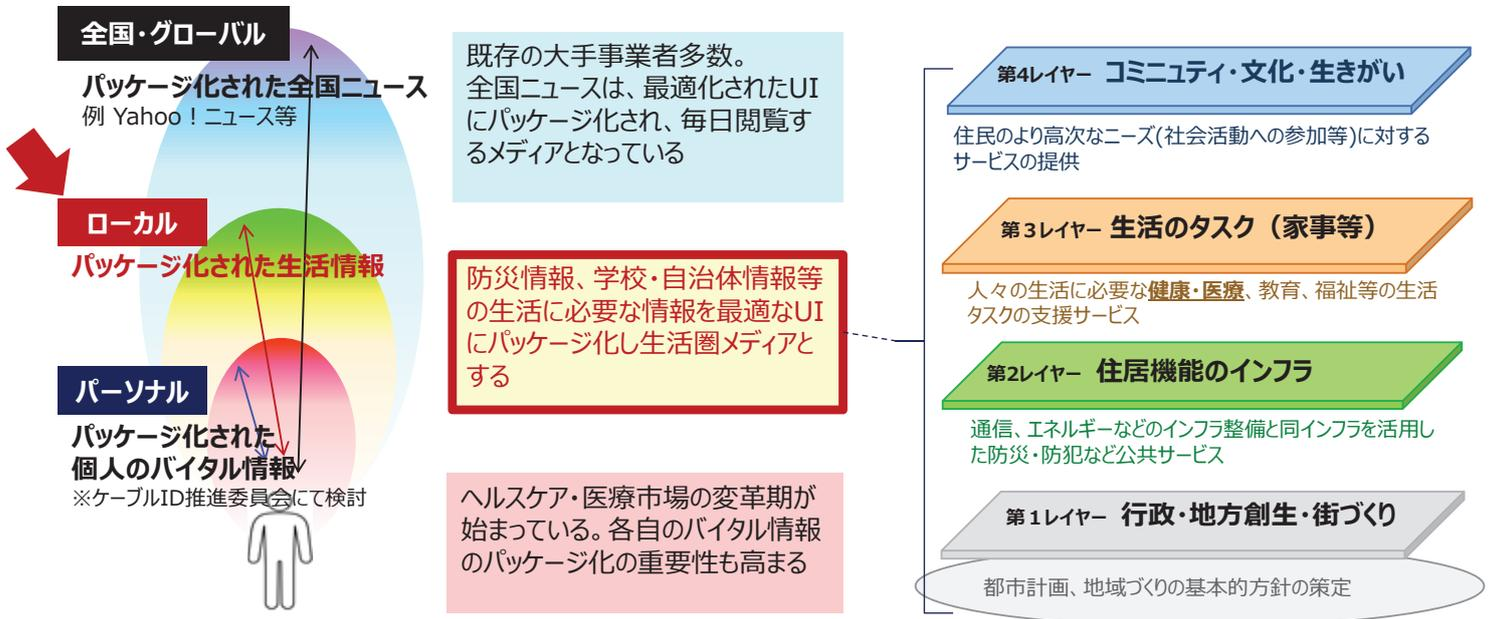 全国・グローバル
パッケージ化された全国ニュース
例 Yahoo！ニュース等
ローカル
パッケージ化された生活情報
パーソナル
パッケージ化された
個人のバイタル情報
※ケーブルID推進委員会にて検討
既存の大手事業者多数。
全国ニュースは、最適化されたUI
にパッケージ化され、毎日閲覧す
るメディアとなっている
防災情報、学校・自治体情報等
の生活に必要な情報を最適なUI
にパッケージ化し生活圏メディアと
する
ヘルスケア・医療市場の変革期が
始まっている。各自のバイタル情報
のパッケージ化の重要性も高まる
第4レイヤー コミニュティ・文化・生きがい
住民のより高次なニーズ(社会活動への参加等)に対する
サービスの提供
第３レイヤー 生活のタスク（家事等）
人々の生活に必要な健康・医療、教育、福祉等の生活
タスクの支援サービス
第2レイヤー 住居機能のインフラ
通信、エネルギーなどのインフラ整備と同インフラを活用し
た防災・防犯など公共サービス
第１レイヤー 行政・地方創生・街づくり
都市計画、地域づくりの基本的方針の策定